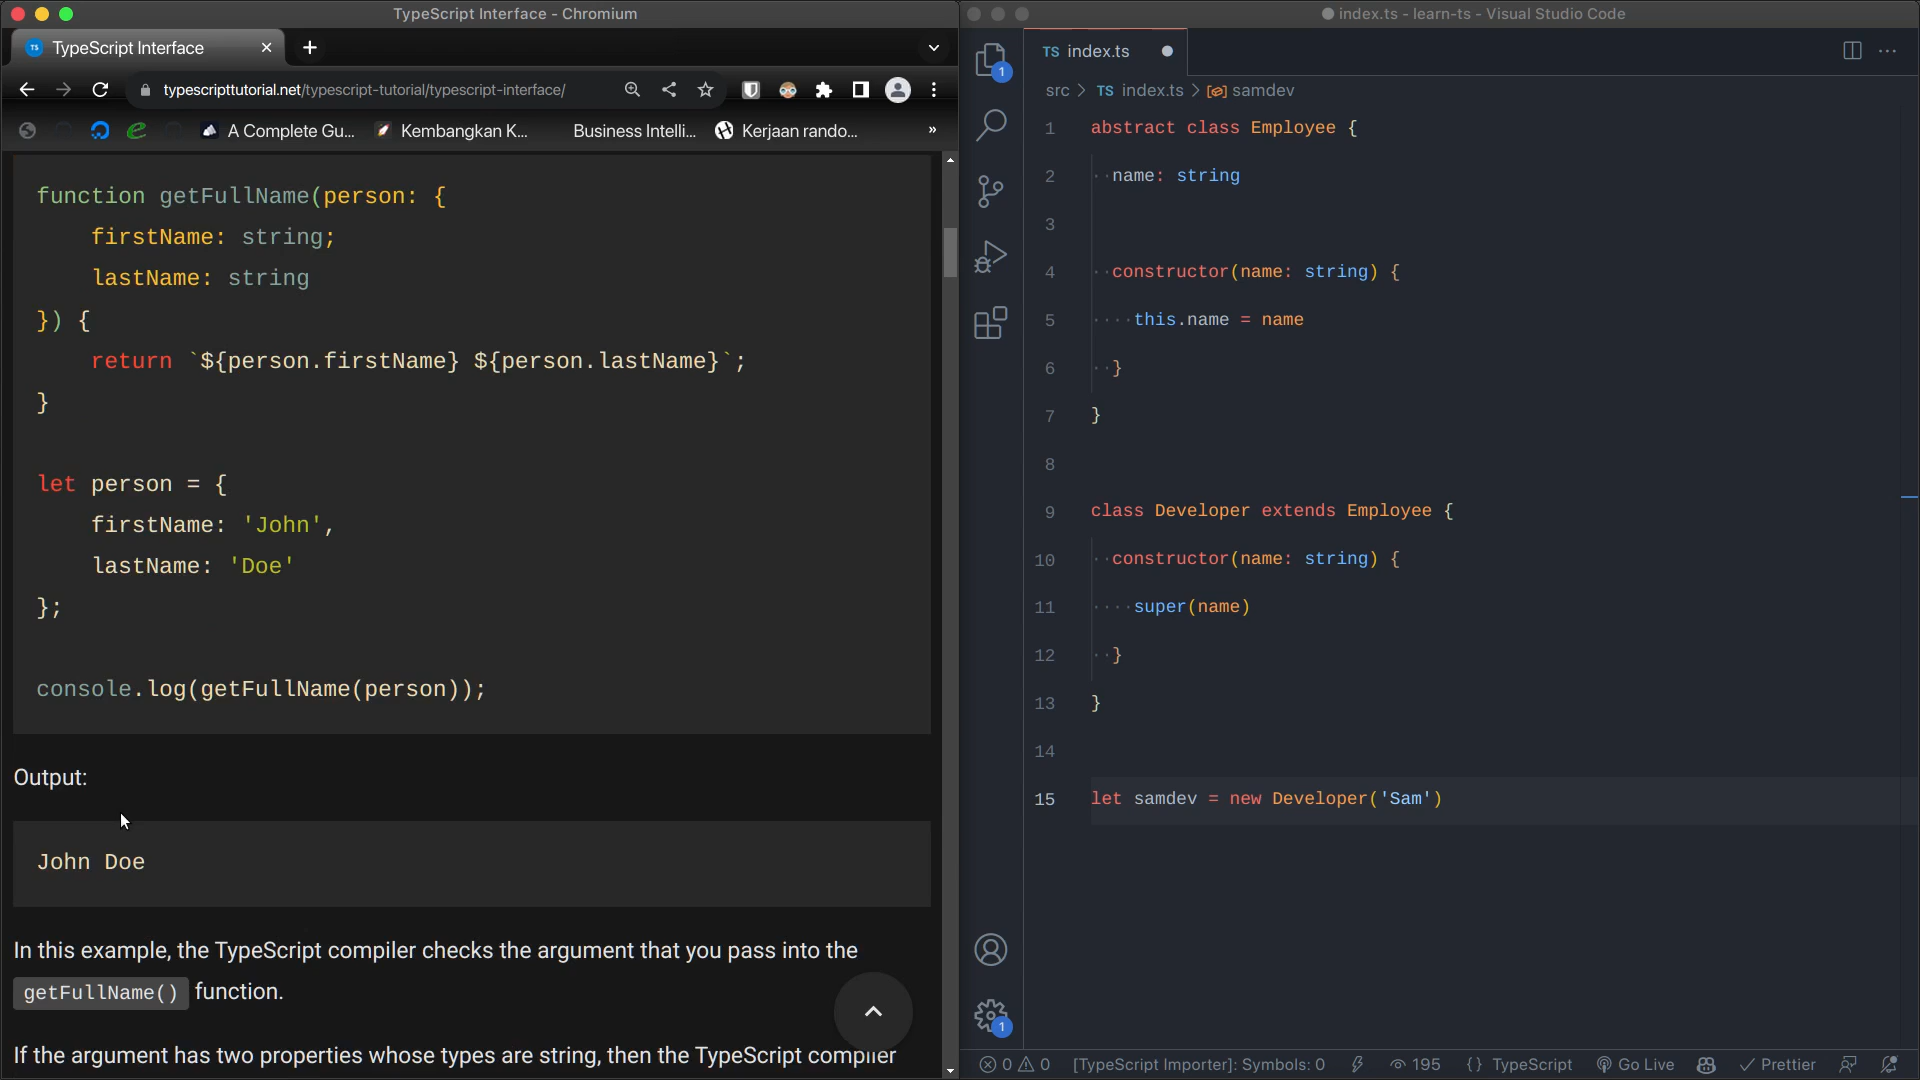 TypeScript Interface - Chromium
TypeScript Interface
typescripttutorial.net/typescript-tutorial/typescript-interface/
A Complete Gu...
Kembangkan K...
Business Intelli...
Kerjaan rando...
»
function getFullName(person: {
firstName: string;
lastName: string
}) {
return `${person.firstName} ${person.lastName}`;
}
let person = {
firstName: 'John',
lastName: 'Doe'
};
console.log(getFullName(person));
Output:
John Doe
In this example, the TypeScript compiler checks the argument that you pass into the
getFullName() function.
If the argument has two properties whose types are string, then the TypeScript compiler
index.ts - learn-ts - Visual Studio Code
TS index.ts
src > TS index.ts > samdev
1 abstract class Employee {
2 name: string
3
4 constructor(name: string) {
5 this.name = name
6 }
7 }
8
9 class Developer extends Employee {
10 constructor(name: string) {
11 super(name)
12 }
13 }
14
15 let samdev = new Developer('Sam')
1
1
0 0 [TypeScript Importer]: Symbols: 0 195 {} TypeScript Go Live Prettier